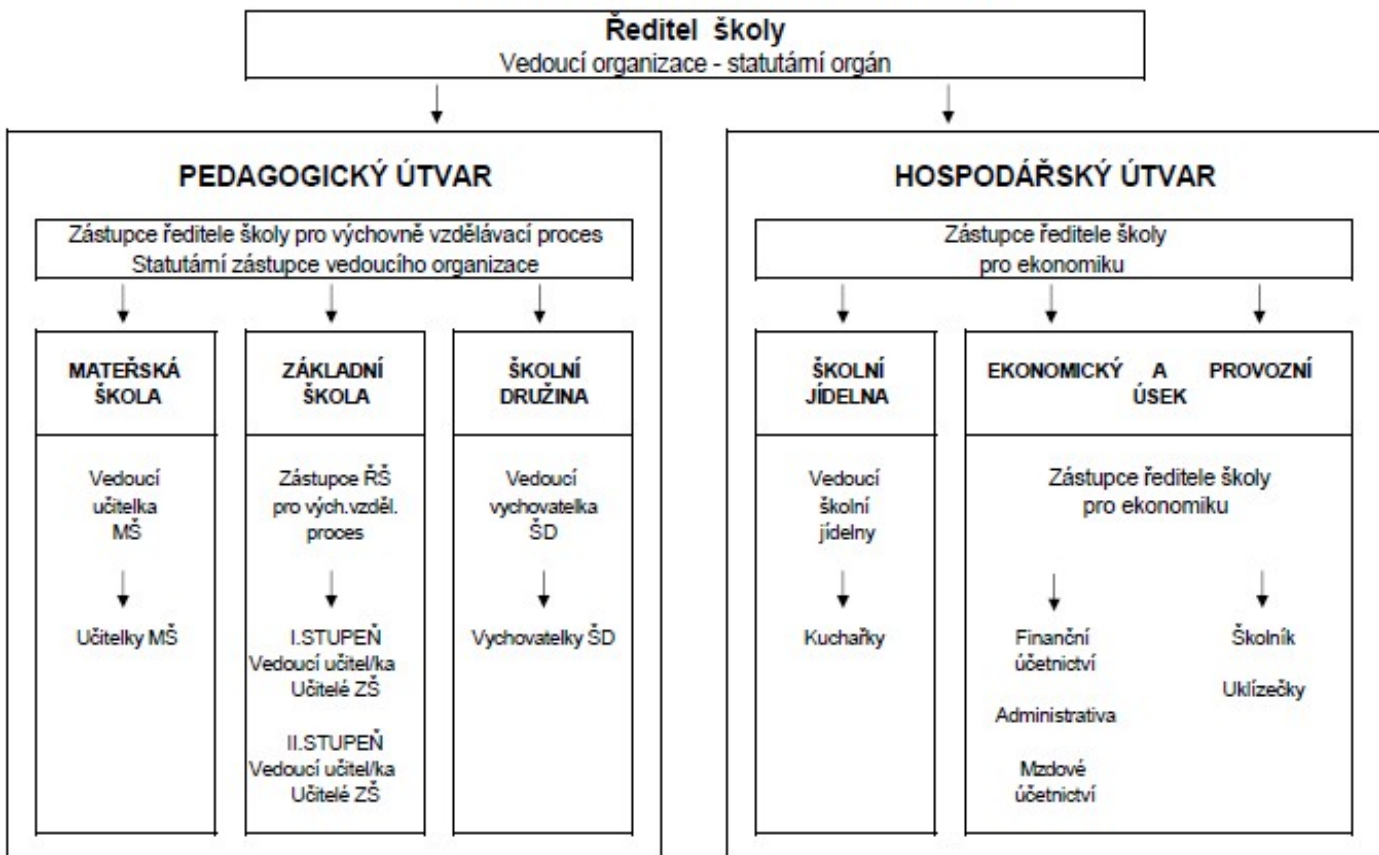 Ředitel školy
Vedoucí organizace - statutární orgán
PEDAGOGICKÝ ÚTVAR
Zástupce ředitele školy pro výchovně vzdělávací proces
Statutární zástupce vedoucího organizace
MATEŘSKÁ
ŠKOLA
Vedoucí
učitelka
MŠ
Učitelky MŠ
ZÁKLADNÍ
ŠKOLA
Zástupce ŘŠ
pro vých.vzděl.
proces
I.STUPEŇ
Vedoucí učitel/ka
Učitelé ZŠ
II.STUPEŇ
Vedoucí učitel/ka
Učitelé ZŠ
ŠKOLNÍ
DRUŽINA
Vedoucí
vychovatelka
ŠD
Vychovatelky ŠD
HOSPODÁŘSKÝ ÚTVAR
Zástupce ředitele školy
pro ekonomiku
ŠKOLNÍ
JÍDELNA
Vedoucí
školní
jídelny
Kuchařky
EKONOMICKÝ A PROVOZNÍ
ÚSEK
Zástupce ředitele školy
pro ekonomiku
Finanční
účetnictví
Administrativa
Mzdové
účetnictví
Školník
Uklízečky